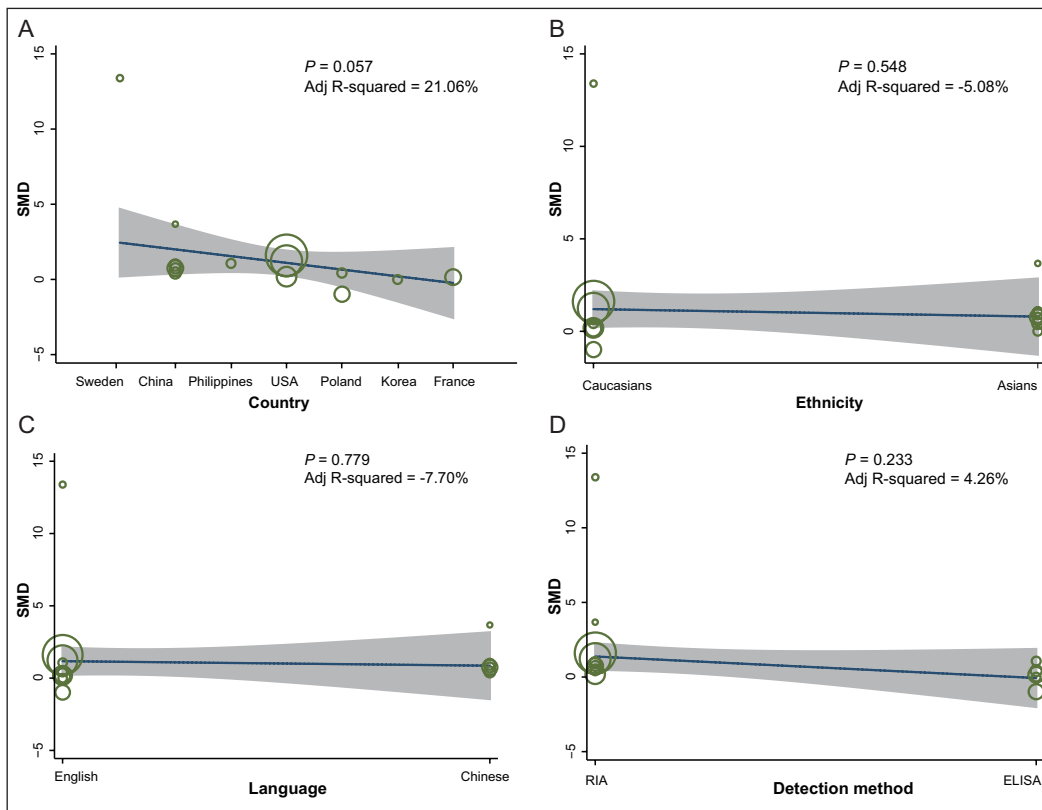 A
P = 0.057
Adj R-squared = 21.06%
SMD
15
10
5
0
−5
Sweden China Philippines USA Poland Korea France
Country
B
P = 0.548
Adj R-squared = -5.08%
SMD
15
10
5
0
Caucasians Asians
Ethnicity
C
P = 0.779
Adj R-squared = -7.70%
SMD
15
10
5
0
−5
English Chinese
Language
D
P = 0.233
Adj R-squared = 4.26%
SMD
15
10
5
0
−5
RIA ELISA
Detection method